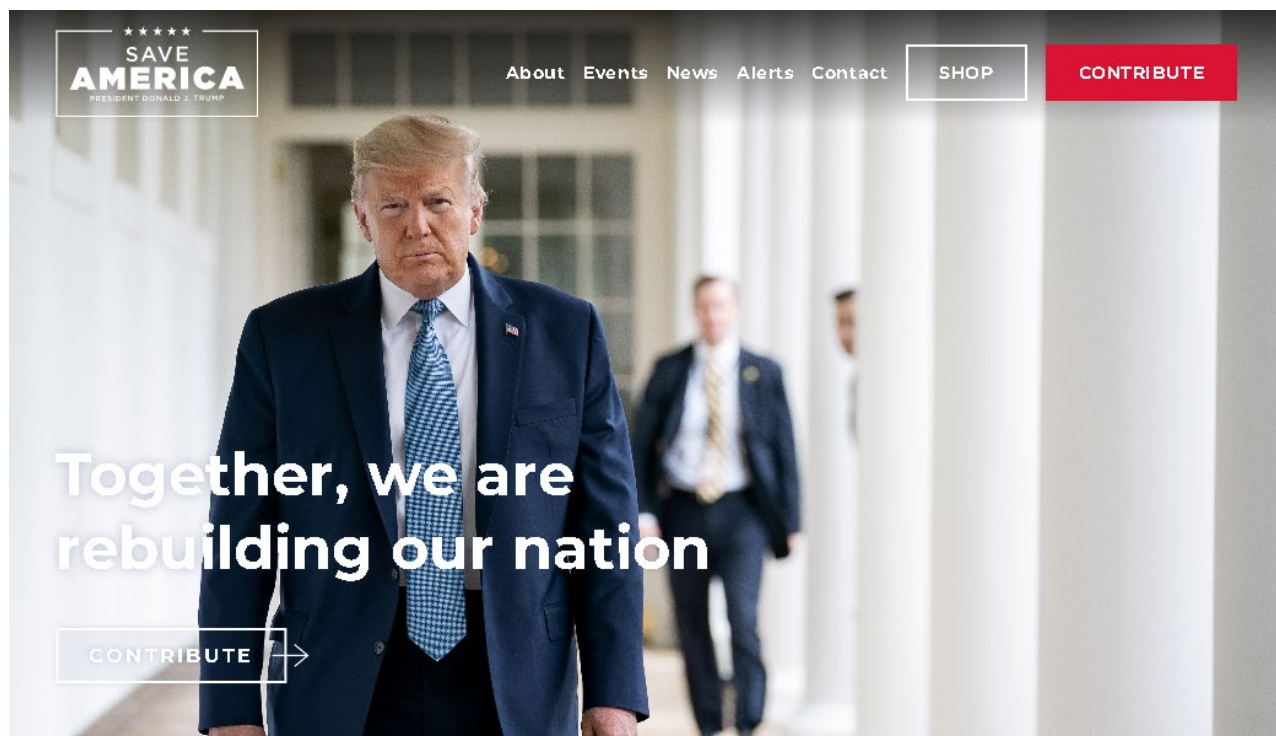 ★★★★★
SAVE
AMERICA
PRESIDENT DONALD J. TRUMP
About Events News Alerts Contact SHOP CONTRIBUTE
Together, we are
rebuilding our nation
CONTRIBUTE